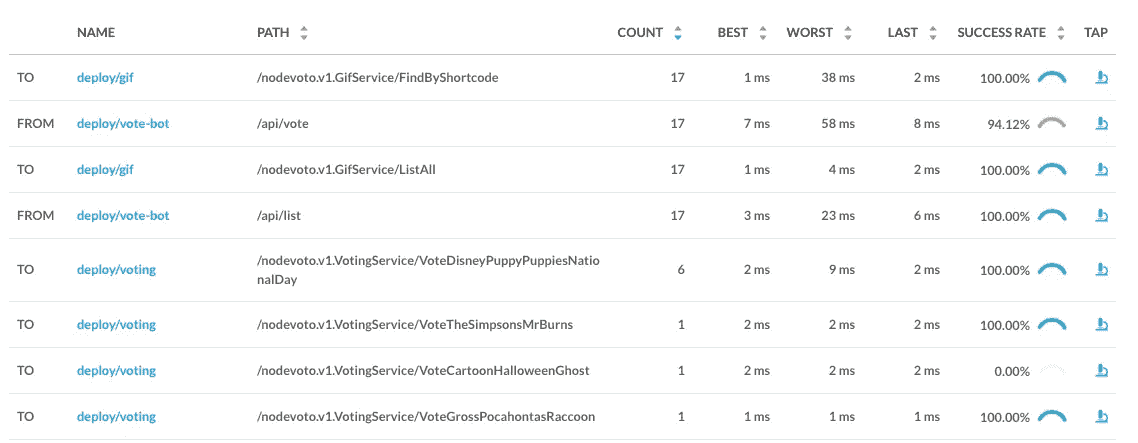 NAME PATH COUNT BEST WORST LAST SUCCESS RATE TAP
TO deploy/gif /nodevoto.v1.GifService/FindByShortcode 17 1 ms 38 ms 2 ms 100.00%
FROM deploy/vote-bot /api/vote 17 7 ms 58 ms 8 ms 94.12%
TO deploy/gif /nodevoto.v1.GifService/ListAll 17 1 ms 4 ms 2 ms 100.00%
FROM deploy/vote-bot /api/list 17 3 ms 23 ms 6 ms 100.00%
TO deploy/voting /nodevoto.v1.VotingService/VoteDisneyPuppyPuppiesNatio 6 2 ms 9 ms 2 ms 100.00%
nalDay
TO deploy/voting /nodevoto.v1.VotingService/VoteTheSimpsonsMrBurns 1 2 ms 2 ms 2 ms 100.00%
TO deploy/voting /nodevoto.v1.VotingService/VoteCartoonHalloweenGhost 1 2 ms 2 ms 2 ms 0.00%
TO deploy/voting /nodevoto.v1.VotingService/VoteGrossPocahontasRaccoon 1 1 ms 1 ms 1 ms 100.00%